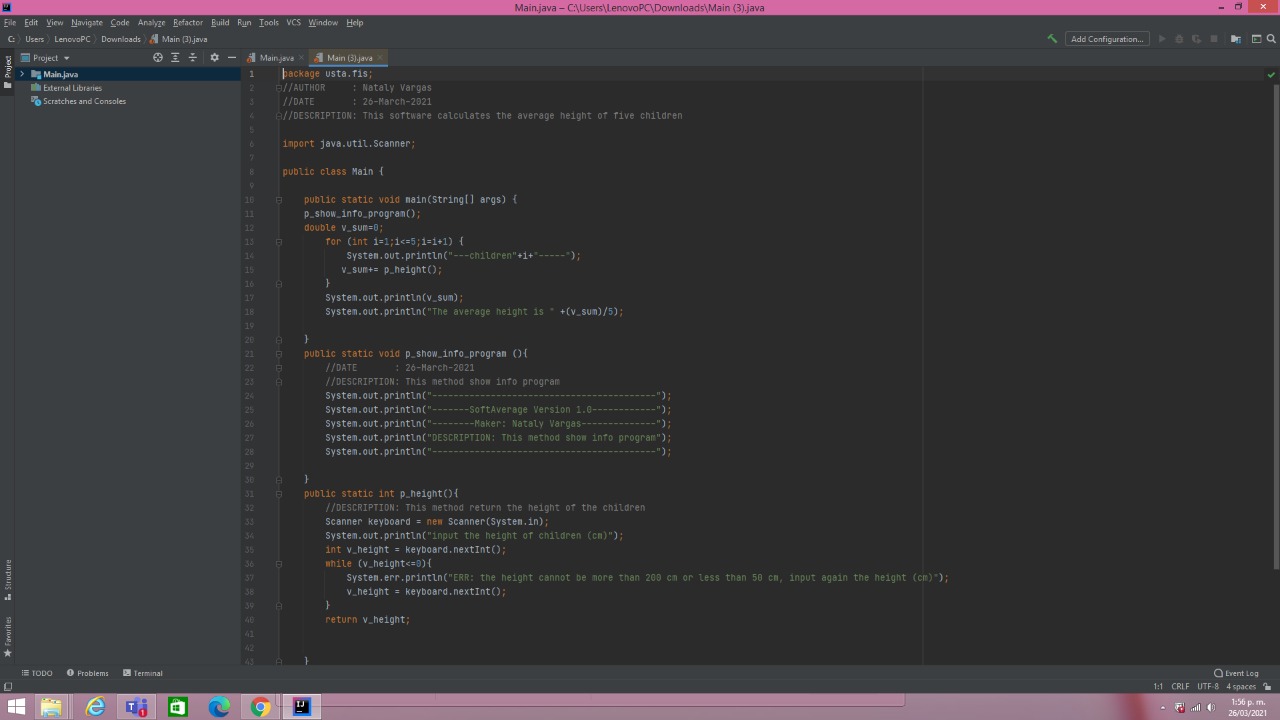 Main.java – C:\Users\LenovoPC\Downloads\Main (3).java
File Edit View Navigate Code Analyze Refactor Build Run Tools VCS Window Help
C: Users LenovoPC Downloads Main (3).java
Add Configuration...
Project
Main.java
Main (3).java
Project
Main.java
External Libraries
Scratches and Consoles
1 package usta.fis;
2 //AUTHOR     : Nataly Vargas
3 //DATE       : 26-March-2021
4 //DESCRIPTION: This software calculates the average height of five children
5
6 import java.util.Scanner;
7
8 public class Main {
9
10     public static void main(String[] args) {
11     p_show_info_program();
12     double v_sum=0;
13         for (int i=1;i<=5;i=i+1) {
14             System.out.println("---children"+i+"-----");
15            v_sum+= p_height();
16         }
17         System.out.println(v_sum);
18         System.out.println("The average height is " +(v_sum)/5);
19
20     }
21     public static void p_show_info_program (){
22         //DATE       : 26-March-2021
23         //DESCRIPTION: This method show info program
24         System.out.println("------------------------------------------");
25         System.out.println("-------SoftAverage Version 1.0------------");
26         System.out.println("--------Maker: Nataly Vargas--------------");
27         System.out.println("DESCRIPTION: This method show info program");
28         System.out.println("------------------------------------------");
29
30     }
31     public static int p_height(){
32         //DESCRIPTION: This method return the height of the children
33         Scanner keyboard = new Scanner(System.in);
34         System.out.println("input the height of children (cm)");
35         int v_height = keyboard.nextInt();
36         while (v_height<=0){
37             System.err.println("ERR: the height cannot be more than 200 cm or less than 50 cm, input again the height (cm)");
38             v_height = keyboard.nextInt();
39         }
40         return v_height;
41
42
43     }
Structure
Favorites
TODO Problems Terminal
Event Log
1:1 CRLF UTF-8 4 spaces
1:56 p. m.
26/03/2021